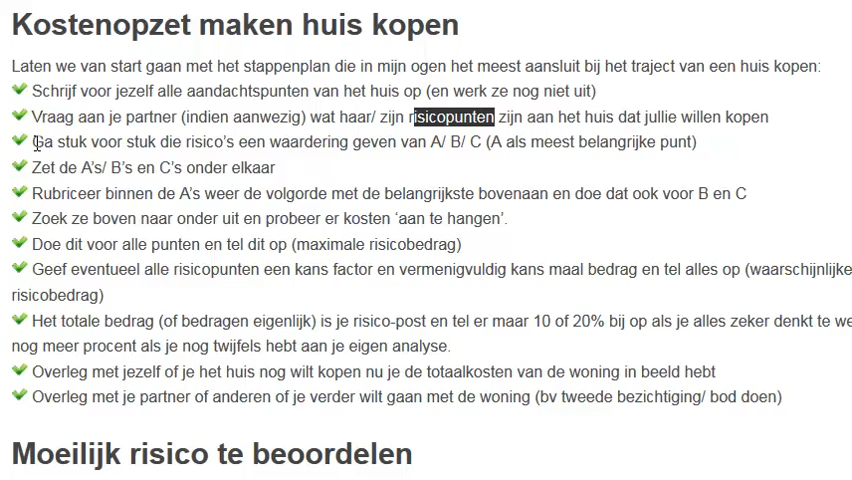 Kostenopzet maken huis kopen
Laten we van start gaan met het stappenplan die in mijn ogen het meest aansluit bij het traject van een huis kopen:
Schrijf voor jezelf alle aandachtspunten van het huis op (en werk ze nog niet uit)
Vraag aan je partner (indien aanwezig) wat haar/ zijn risicopunten zijn aan het huis dat jullie willen kopen
Ga stuk voor stuk die risico's een waardering geven van A/ B/ C (A als meest belangrijke punt)
Zet de A's/ B's en C's onder elkaar
Rubriceer binnen de A's weer de volgorde met de belangrijkste bovenaan en doe dat ook voor B en C
Zoek ze boven naar onder uit en probeer er kosten 'aan te hangen'.
Doe dit voor alle punten en tel dit op (maximale risicobedrag)
Geef eventueel alle risicopunten een kans factor en vermenigvuldig kans maal bedrag en tel alles op (waarschijnlijke
risicobedrag)
Het totale bedrag (of bedragen eigenlijk) is je risico-post en tel er maar 10 of 20% bij op als je alles zeker denkt te we
nog meer procent als je nog twijfels hebt aan je eigen analyse.
Overleg met jezelf of je het huis nog wilt kopen nu je de totaalkosten van de woning in beeld hebt
Overleg met je partner of anderen of je verder wilt gaan met de woning (bv tweede bezichtiging/ bod doen)
Moeilijk risico te beoordelen